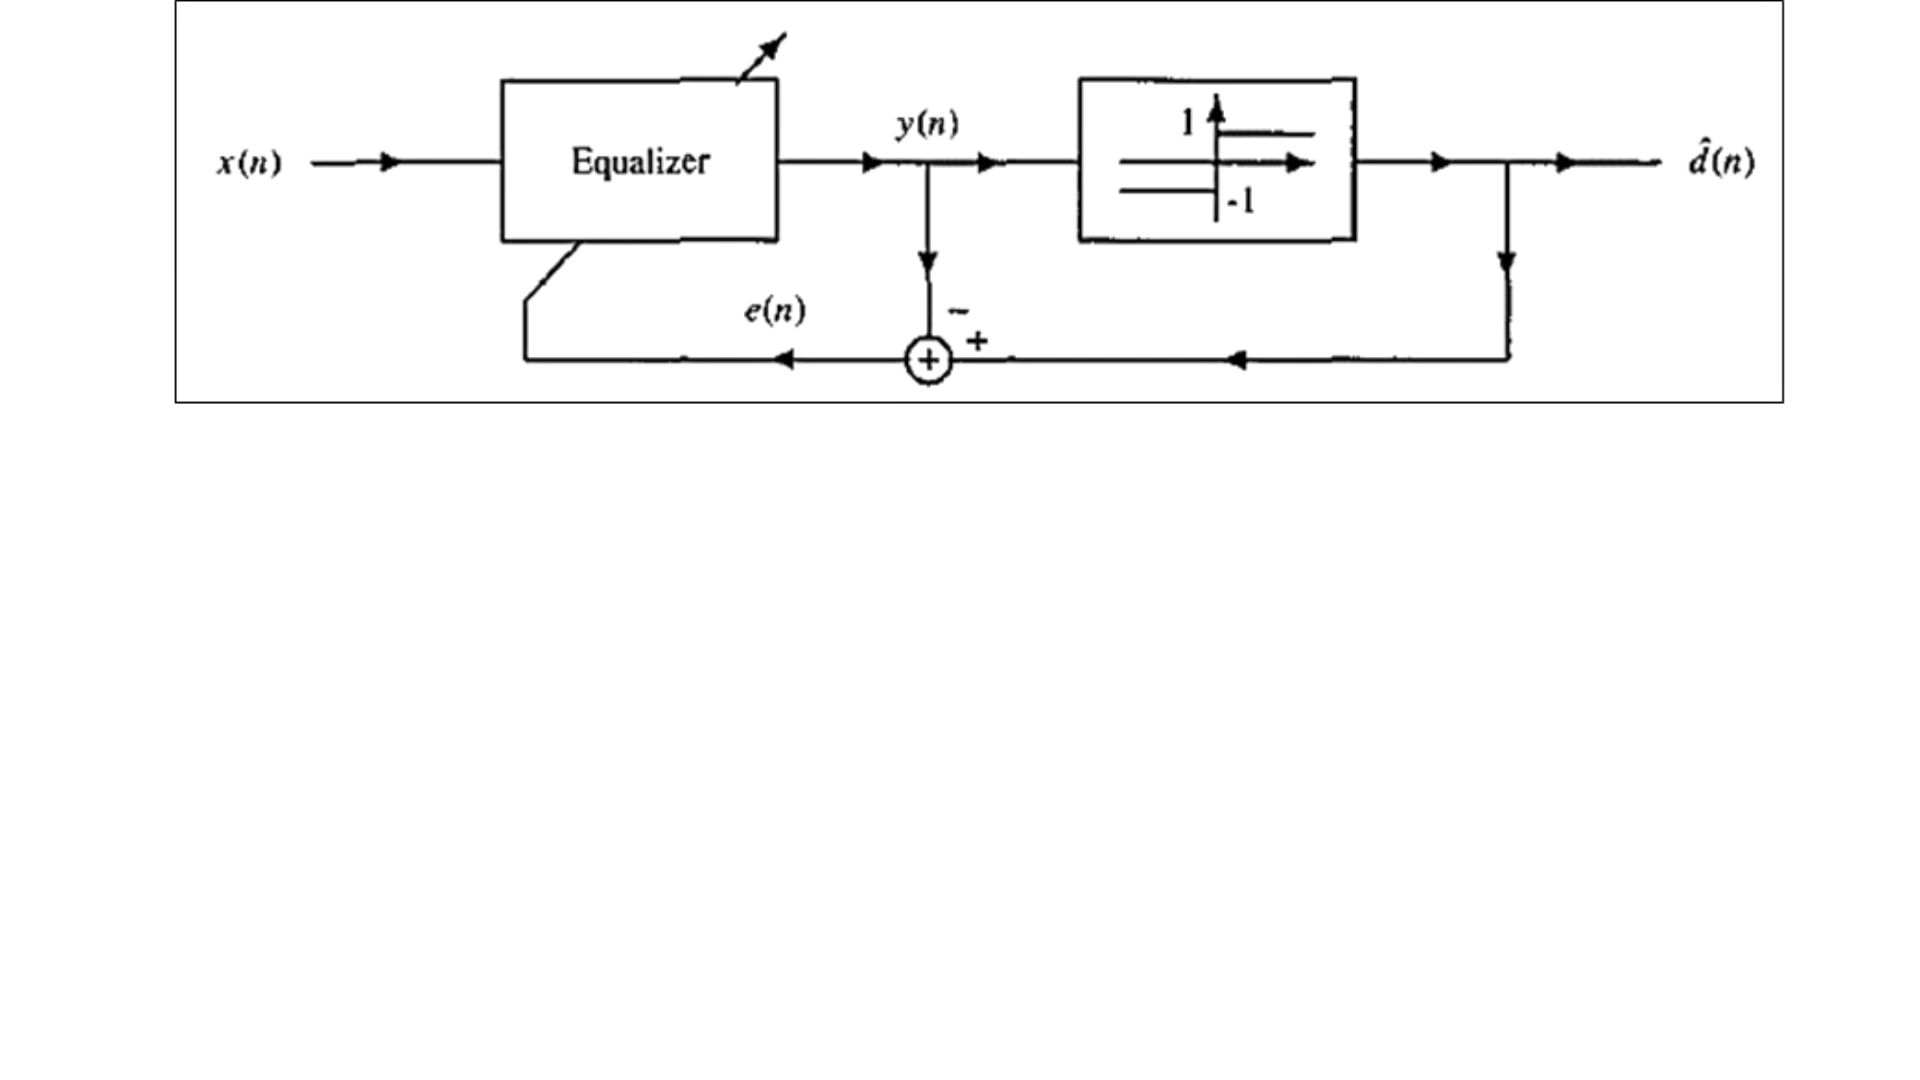 y(n)
1
x(n)
Equalizer
d̂(n)
-1
e(n)
−
+
+